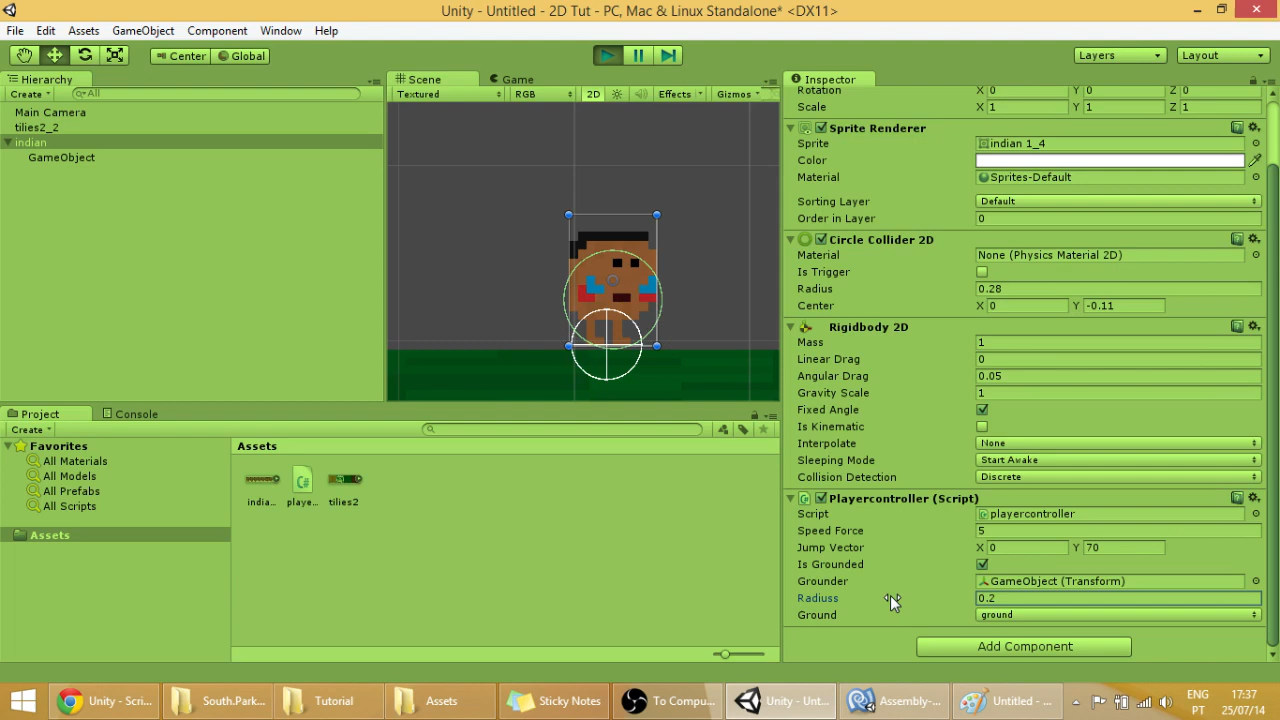 Unity - Untitled - 2D Tut - PC, Mac & Linux Standalone* <DX11>
File Edit Assets GameObject Component Window Help
Center Global Layers Layout
Hierarchy
Create All
Main Camera
tilies2_2
indian
GameObject
Scene Game
Textured RGB 2D Effects Gizmos
Inspector
Rotation X 0 Y 0 Z 0
Scale X 1 Y 1 Z 1
Sprite Renderer
Sprite indian 1_4
Color
Material Sprites-Default
Sorting Layer Default
Order in Layer 0
Circle Collider 2D
Material None (Physics Material 2D)
Is Trigger
Radius 0.28
Center X 0 Y -0.11
Rigidbody 2D
Mass 1
Linear Drag 0
Angular Drag 0.05
Gravity Scale 1
Fixed Angle
Is Kinematic
Interpolate None
Sleeping Mode Start Awake
Collision Detection Discrete
Playercontroller (Script)
Script playercontroller
Speed Force 5
Jump Vector X 0 Y 70
Is Grounded
Grounder GameObject (Transform)
Radiuss 0.2
Ground ground
Add Component
Project Console
Create
Favorites
All Materials
All Models
All Prefabs
All Scripts
Assets
Assets
india... playe... tilies2
Unity - Scri... South.Park... Tutorial Assets Sticky Notes To Compu... Unity - Unt... Assembly-... Untitled - ...
ENG 17:37
PT 25/07/14